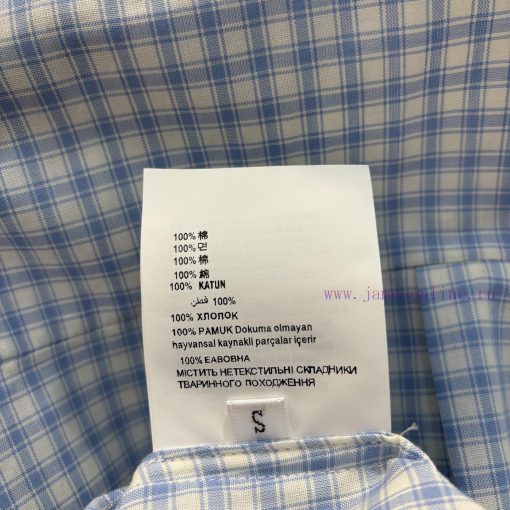 100% 棉
100% 면
100% 棉
100% 綿
100% KATUN
100% قطن
100% ХЛОПОК
100% PAMUK Dokuma olmayan
hayvansal kaynakli parçalar içerir
100% БАВОВНА
МІСТИТЬ НЕТЕКСТИЛЬНІ СКЛАДНИКИ
ТВАРИННОГО ПОХОДЖЕННЯ
S